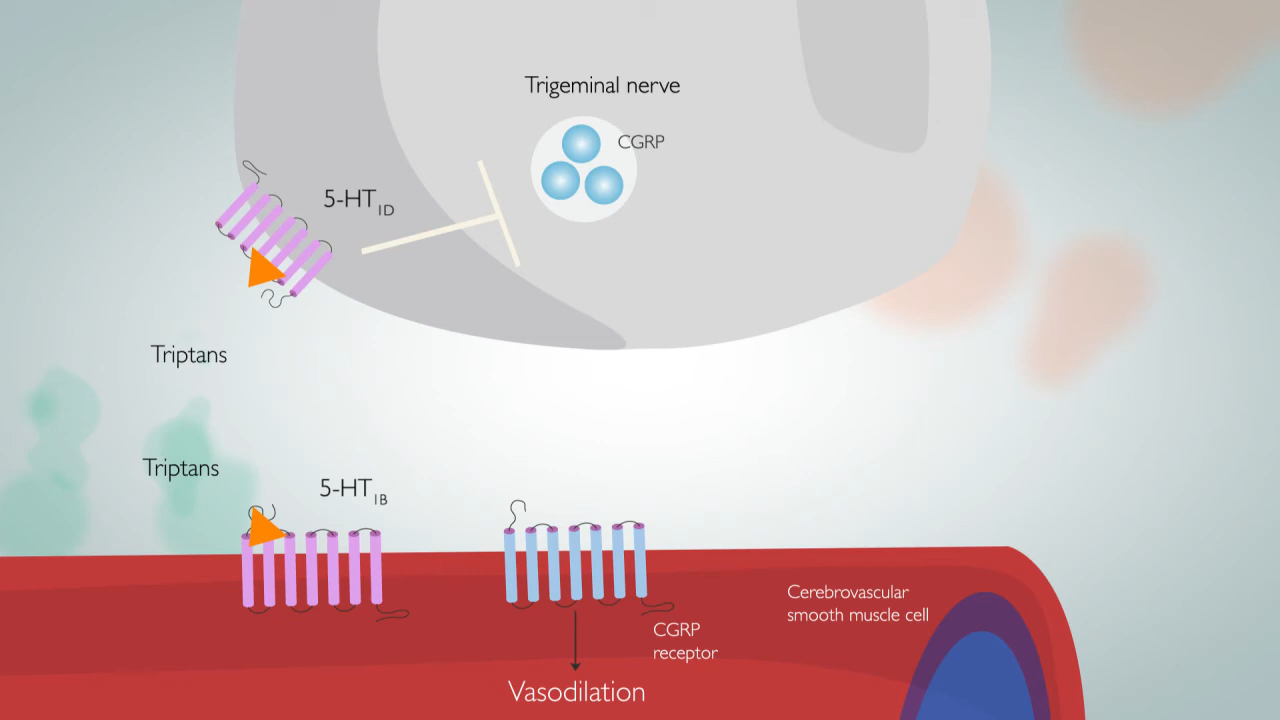 Trigeminal nerve
CGRP
5-HT1D
Triptans
Triptans
5-HT1B
Cerebrovascular
smooth muscle cell
CGRP
receptor
Vasodilation